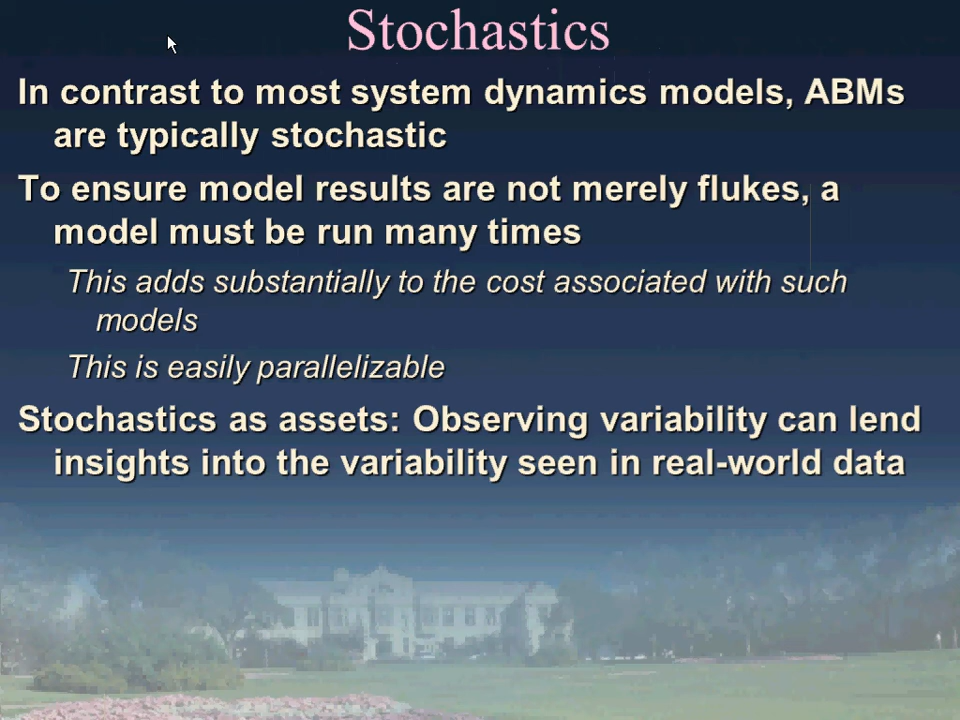 Stochastics
In contrast to most system dynamics models, ABMs
are typically stochastic
To ensure model results are not merely flukes, a
model must be run many times
This adds substantially to the cost associated with such
models
This is easily parallelizable
Stochastics as assets: Observing variability can lend
insights into the variability seen in real-world data